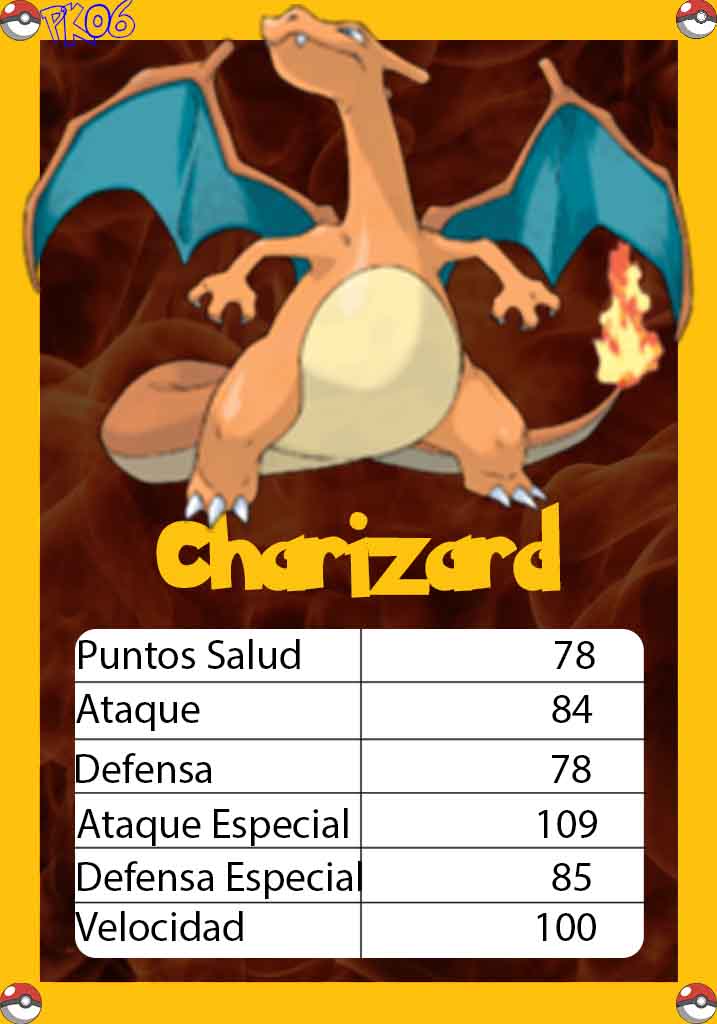 PK06
Charizard
Puntos Salud 78
Ataque 84
Defensa 78
Ataque Especial 109
Defensa Especial 85
Velocidad 100